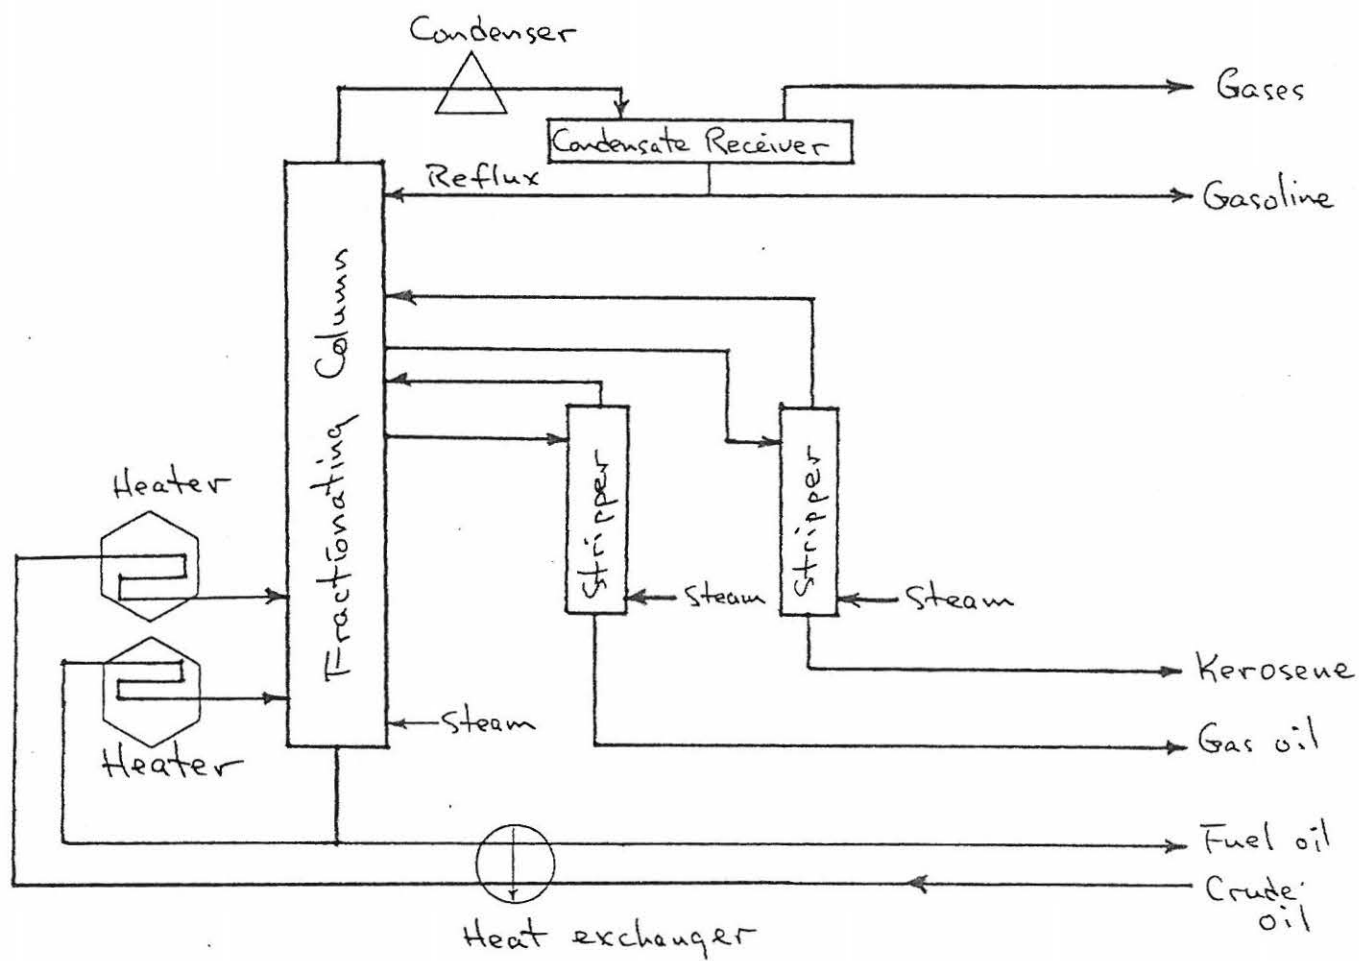 Condenser
Gases
Condensate Receiver
Reflux
Gasoline
Fractionating Column
Heater
Stripper
Stripper
Steam
Steam
Kerosene
Steam
Gas oil
Heater
Fuel oil
Crude
oil
Heat exchanger